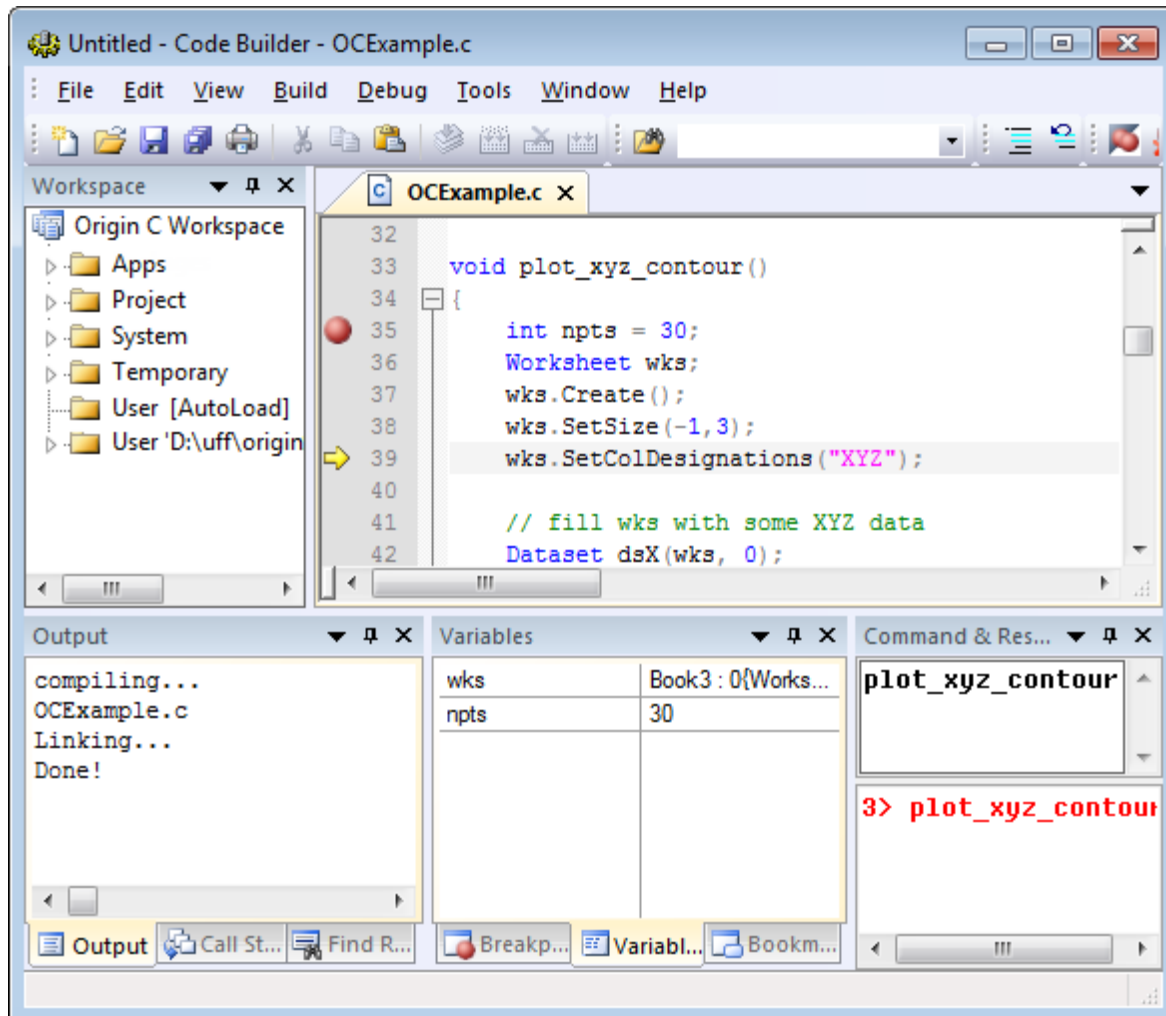 Untitled - Code Builder - OCExample.c
File Edit View Build Debug Tools Window Help
Workspace
Origin C Workspace
Apps
Project
System
Temporary
User [AutoLoad]
User 'D:\uff\origin
OCExample.c
32
33 void plot_xyz_contour()
34 {
35 int npts = 30;
36 Worksheet wks;
37 wks.Create();
38 wks.SetSize(-1,3);
39 wks.SetColDesignations("XYZ");
40
41 // fill wks with some XYZ data
42 Dataset dsX(wks, 0);
Output
compiling...
OCExample.c
Linking...
Done!
Output Call St... Find R...
Variables
wks Book3 : 0{Works...
npts 30
Breakp... Variabl... Bookm...
Command & Res...
plot_xyz_contour
3> plot_xyz_contour